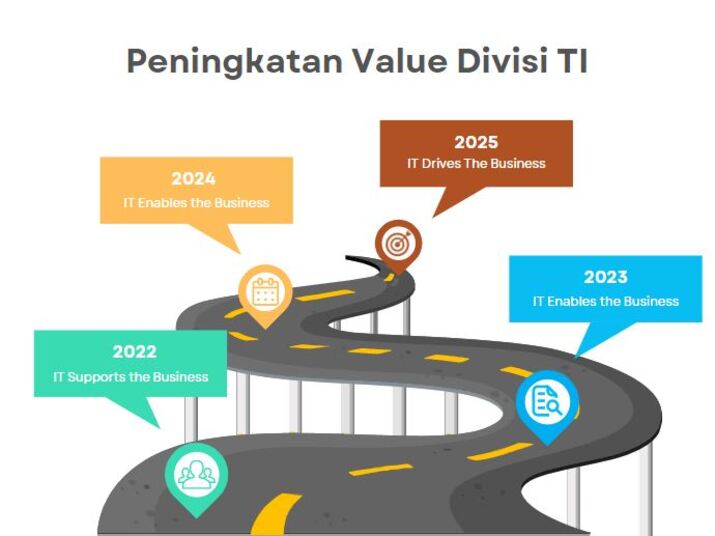 Peningkatan Value Divisi TI
2025
IT Drives The Business
2024
IT Enables the Business
2023
IT Enables the Business
2022
IT Supports the Business